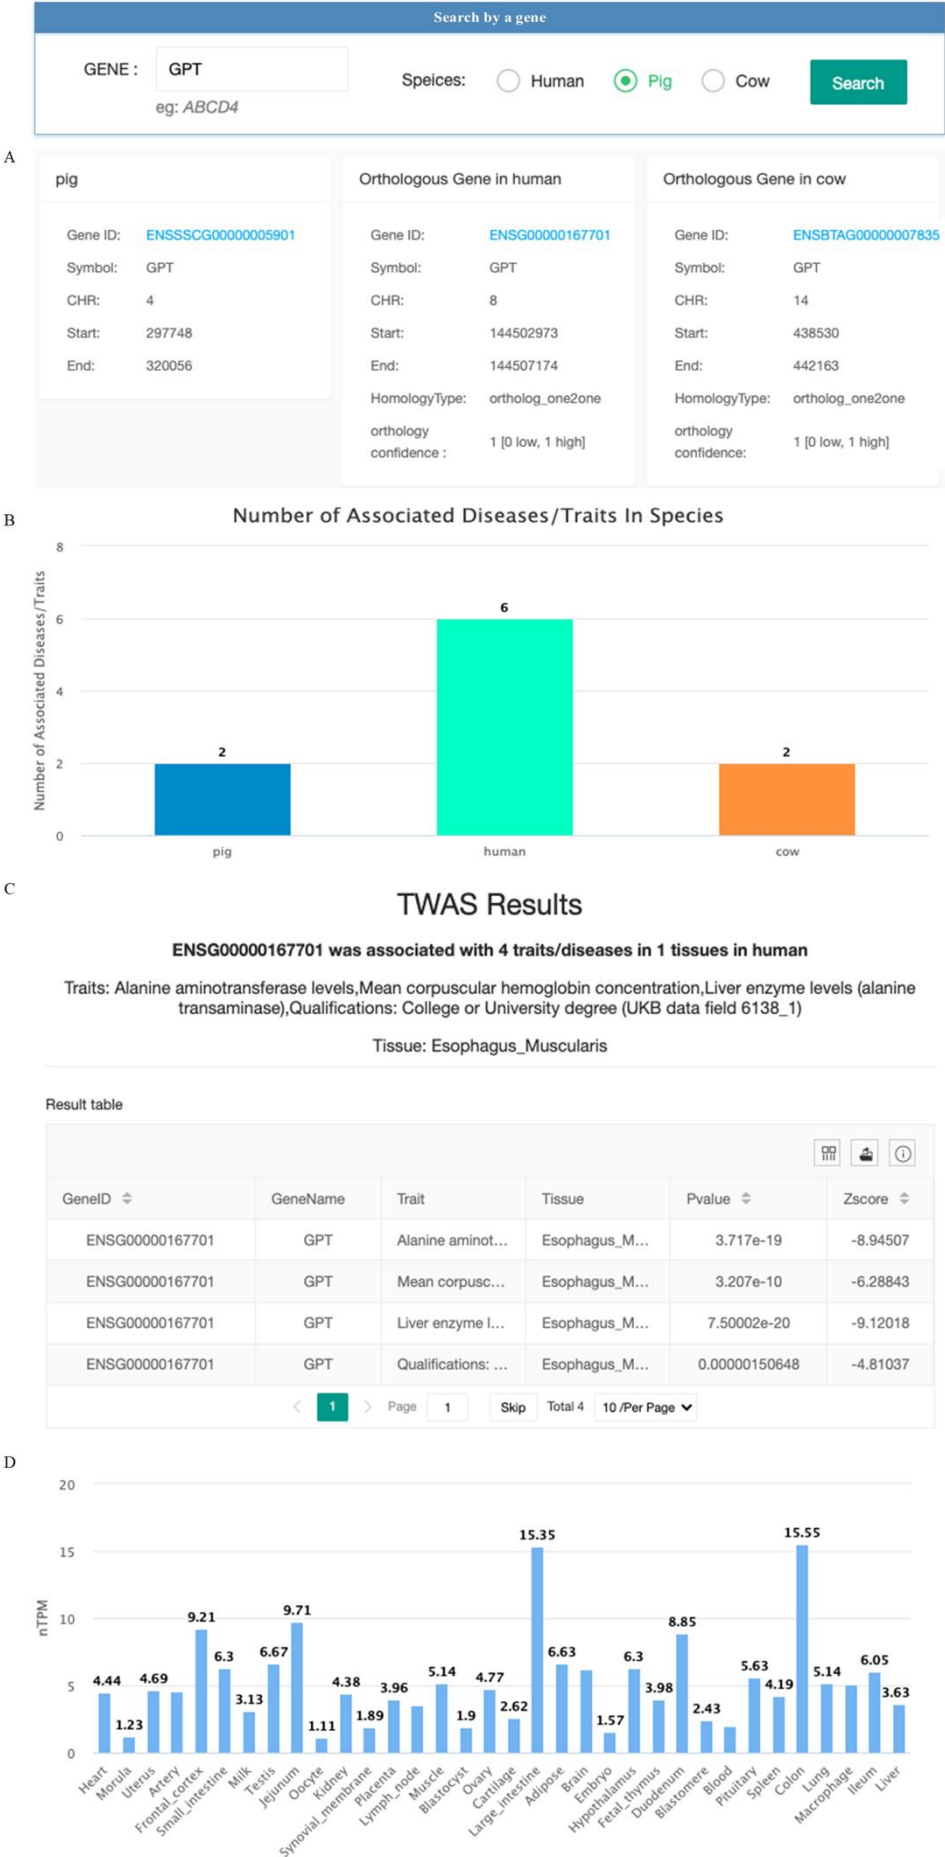 Search by a gene
GENE : GPT Speices: Human Pig Cow Search
eg: ABCD4
A
pig Orthologous Gene in human Orthologous Gene in cow
Gene ID: ENSSSCG00000005901 Gene ID: ENSG00000167701 Gene ID: ENSBTAG00000007835
Symbol: GPT Symbol: GPT Symbol: GPT
CHR: 4 CHR: 8 CHR: 14
Start: 297748 Start: 144502973 Start: 438530
End: 320056 End: 144507174 End: 442163
HomologyType: ortholog_one2one HomologyType: ortholog_one2one
orthology confidence : 1 [0 low, 1 high] orthology confidence: 1 [0 low, 1 high]
B
Number of Associated Diseases/Traits In Species
Number of Associated Diseases/Traits
8
6
4
2
0
2 6 2
pig human cow
C
TWAS Results
ENSG00000167701 was associated with 4 traits/diseases in 1 tissues in human
Traits: Alanine aminotransferase levels,Mean corpuscular hemoglobin concentration,Liver enzyme levels (alanine
transaminase),Qualifications: College or University degree (UKB data field 6138_1)
Tissue: Esophagus_Muscularis
Result table
GeneID GeneName Trait Tissue Pvalue Zscore
ENSG00000167701 GPT Alanine aminot... Esophagus_M... 3.717e-19 -8.94507
ENSG00000167701 GPT Mean corpusc... Esophagus_M... 3.207e-10 -6.28843
ENSG00000167701 GPT Liver enzyme l... Esophagus_M... 7.50002e-20 -9.12018
ENSG00000167701 GPT Qualifications: ... Esophagus_M... 0.00000150648 -4.81037
1 Page 1 Skip Total 4 10 /Per Page
D
nTPM
20
15
10
5
0
4.44 1.23 4.69 9.21 6.3 3.13 6.67 9.71 1.11 4.38 1.89 3.96 5.14 1.9 4.77 2.62 15.35 6.63 1.57 6.3 3.98 8.85 2.43 5.63 4.19 15.55 5.14 6.05 3.63
Heart Morula Uterus Artery Frontal_cortex Small_intestine Milk Testis Jejunum Oocyte Kidney Synovial_membrane Placenta Lymph_node Muscle Blastocyst Ovary Cartilage Large_intestine Adipose Brain Embryo Hypothalamus Fetal_thymus Duodenum Blastomere Blood Pituitary Spleen Colon Lung Macrophage Ileum Liver